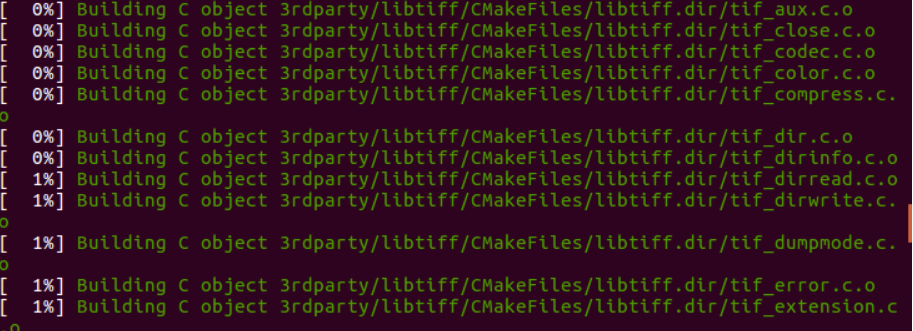 [  0%] Building C object 3rdparty/libtiff/CMakeFiles/libtiff.dir/tif_aux.c.o
[  0%] Building C object 3rdparty/libtiff/CMakeFiles/libtiff.dir/tif_close.c.o
[  0%] Building C object 3rdparty/libtiff/CMakeFiles/libtiff.dir/tif_codec.c.o
[  0%] Building C object 3rdparty/libtiff/CMakeFiles/libtiff.dir/tif_color.c.o
[  0%] Building C object 3rdparty/libtiff/CMakeFiles/libtiff.dir/tif_compress.c.
o
[  0%] Building C object 3rdparty/libtiff/CMakeFiles/libtiff.dir/tif_dir.c.o
[  0%] Building C object 3rdparty/libtiff/CMakeFiles/libtiff.dir/tif_dirinfo.c.o
[  1%] Building C object 3rdparty/libtiff/CMakeFiles/libtiff.dir/tif_dirread.c.o
[  1%] Building C object 3rdparty/libtiff/CMakeFiles/libtiff.dir/tif_dirwrite.c.
o
[  1%] Building C object 3rdparty/libtiff/CMakeFiles/libtiff.dir/tif_dumpmode.c.
o
[  1%] Building C object 3rdparty/libtiff/CMakeFiles/libtiff.dir/tif_error.c.o
[  1%] Building C object 3rdparty/libtiff/CMakeFiles/libtiff.dir/tif_extension.c
.o